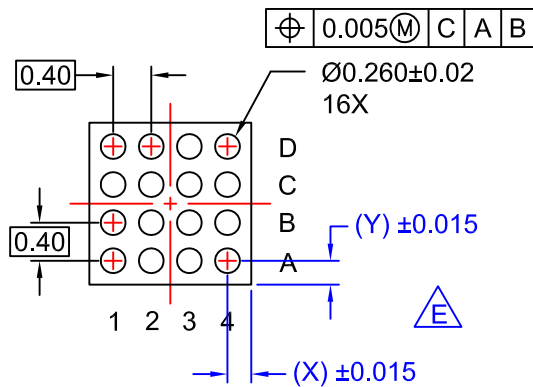 ⌖ 0.005Ⓜ C A B
0.40
Ø0.260±0.02
16X
D
C
B
A
0.40
(Y) ±0.015
E
1 2 3 4
(X) ±0.015